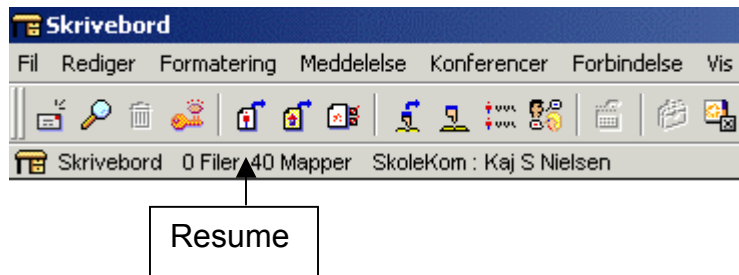 Skrivebord
Fil Rediger Formatering Meddelelse Konferencer Forbindelse Vis
Skrivebord 0 Filer 40 Mapper SkoleKom : Kaj S Nielsen
Resume